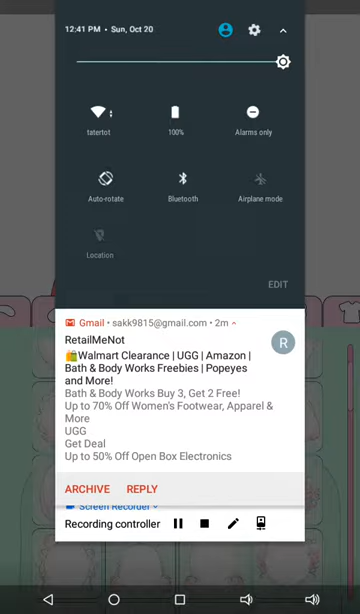 12:41 PM • Sun, Oct 20
tatertot
100%
Alarms only
Auto-rotate
Bluetooth
Airplane mode
Location
EDIT
Gmail • sakk9815@gmail.com • 2m
RetailMeNot
R
🛍️Walmart Clearance | UGG | Amazon |
Bath & Body Works Freebies | Popeyes
and More!
Bath & Body Works Buy 3, Get 2 Free!
Up to 70% Off Women's Footwear, Apparel &
More
UGG
Get Deal
Up to 50% Off Open Box Electronics
ARCHIVE REPLY
Screen Recorder
Recording controller